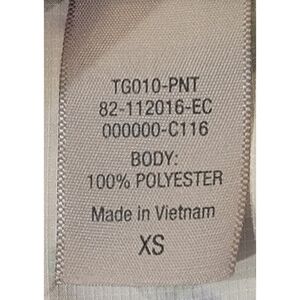 TG010-PNT
82-112016-EC
000000-C116
BODY:
100% POLYESTER
Made in Vietnam
XS